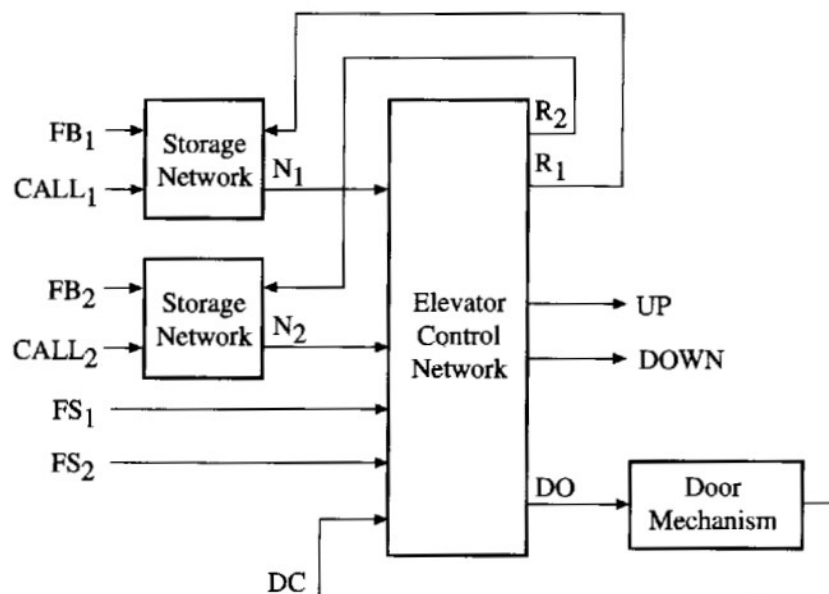 FB1
CALL1
Storage
Network
N1
R2
R1
FB2
CALL2
Storage
Network
N2
FS1
FS2
DC
Elevator
Control
Network
UP
DOWN
DO
Door
Mechanism